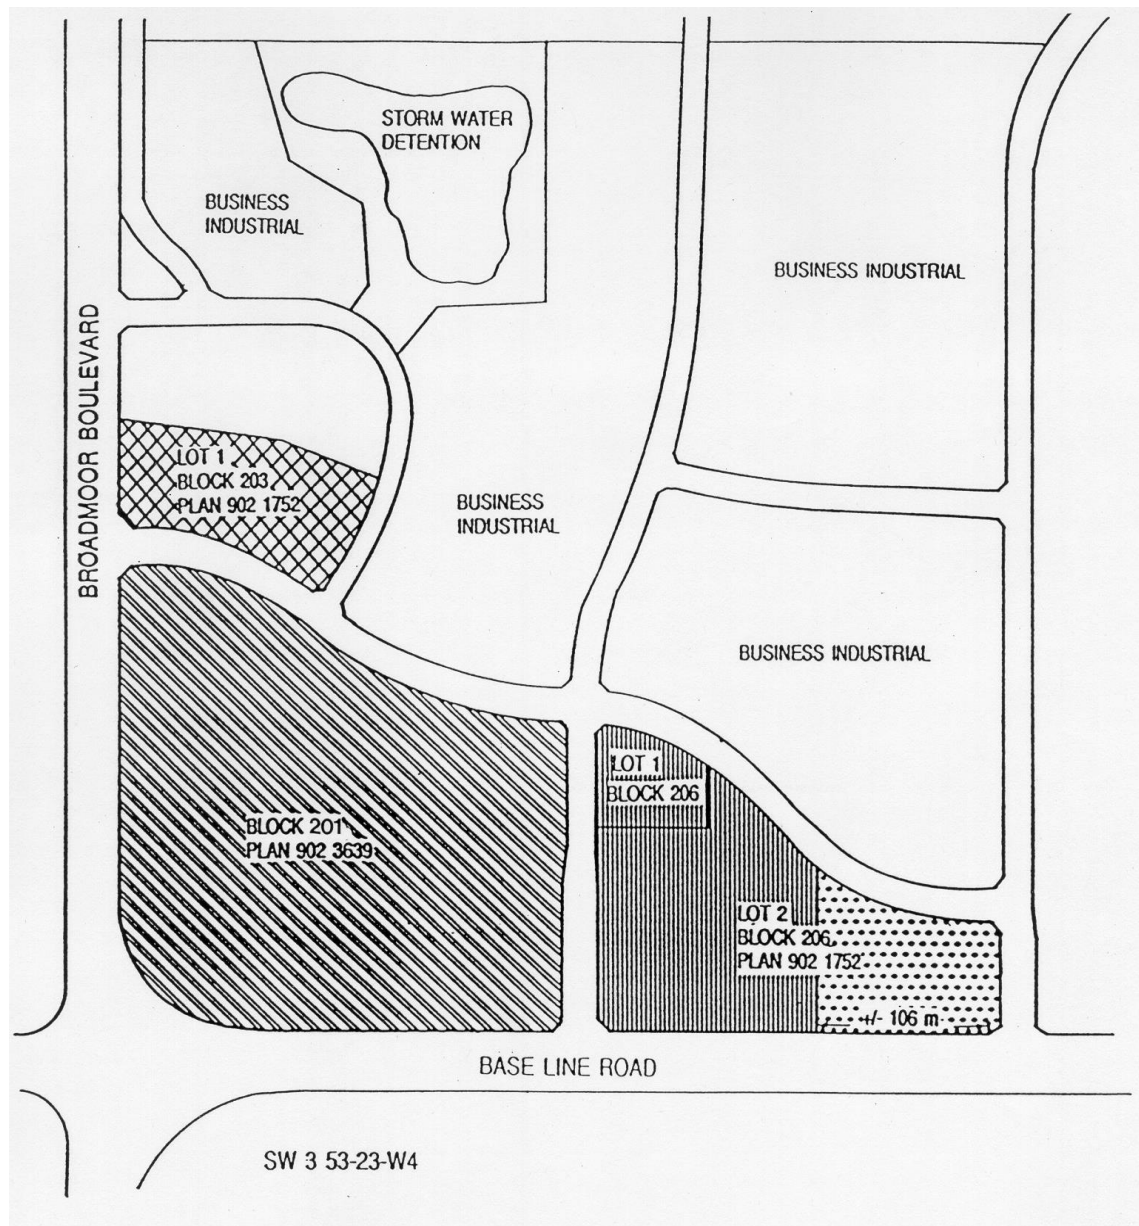 STORM WATER
DETENTION
BUSINESS
INDUSTRIAL
BUSINESS INDUSTRIAL
BROADMOOR BOULEVARD
LOT 1
BLOCK 203
PLAN 902 1752
BUSINESS
INDUSTRIAL
BUSINESS INDUSTRIAL
LOT 1
BLOCK 206
BLOCK 201
PLAN 902 3639
LOT 2
BLOCK 206
PLAN 902 1752
+/- 106 m
BASE LINE ROAD
SW 3 53-23-W4